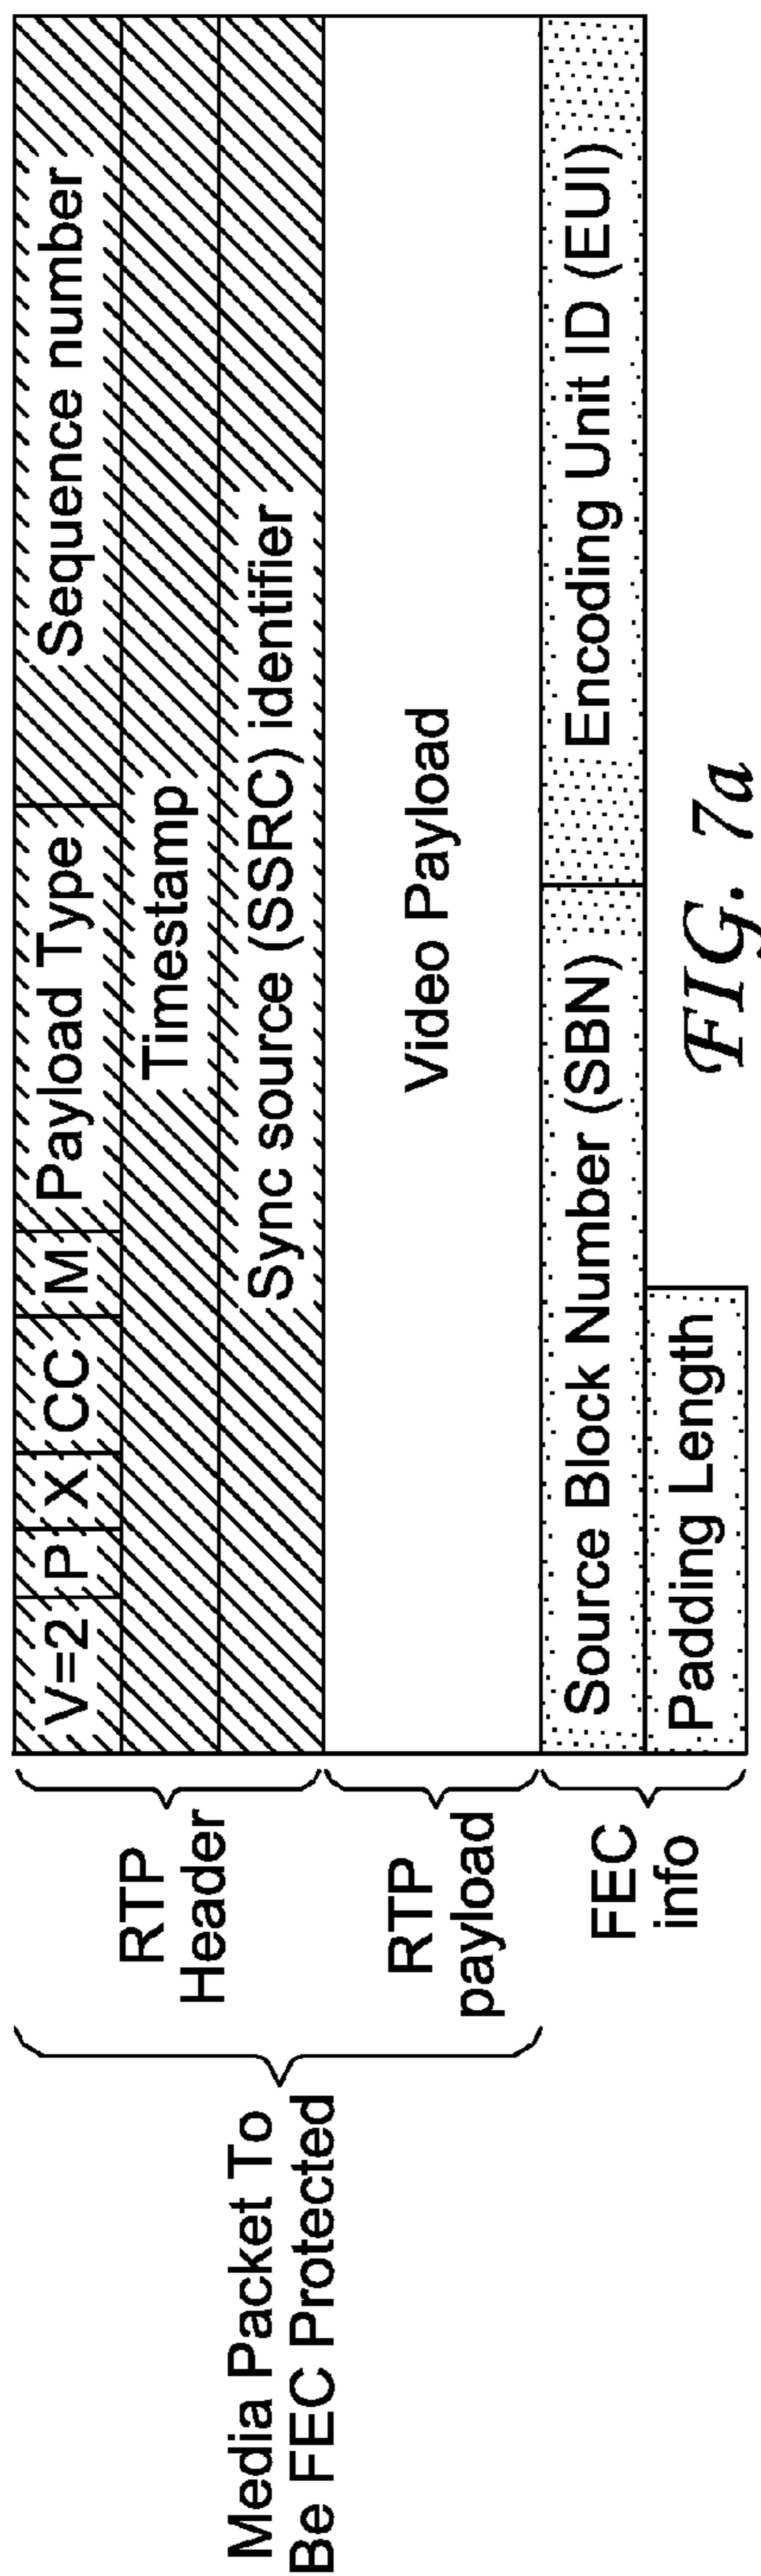 V=2 P X CC M Payload Type Sequence number
Timestamp
Sync source (SSRC) identifier
Video Payload
Source Block Number (SBN) Encoding Unit ID (EUI)
Padding Length
RTP
Header
RTP
payload
FEC
info
Media Packet To
Be FEC Protected
FIG. 7a